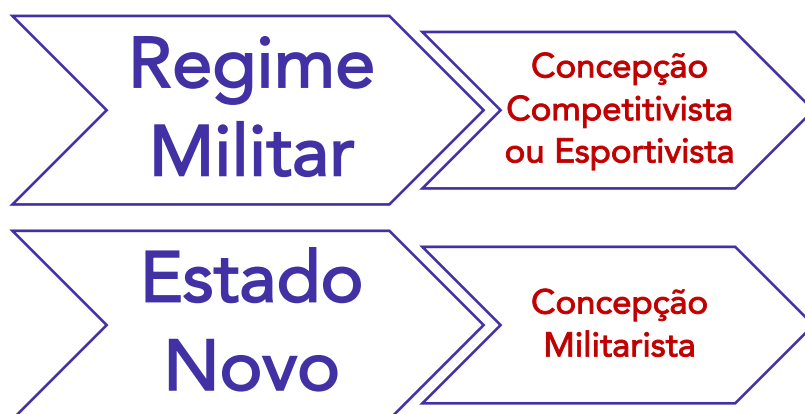 Regime
Militar
Concepção
Competitivista
ou Esportivista
Estado
Novo
Concepção
Militarista